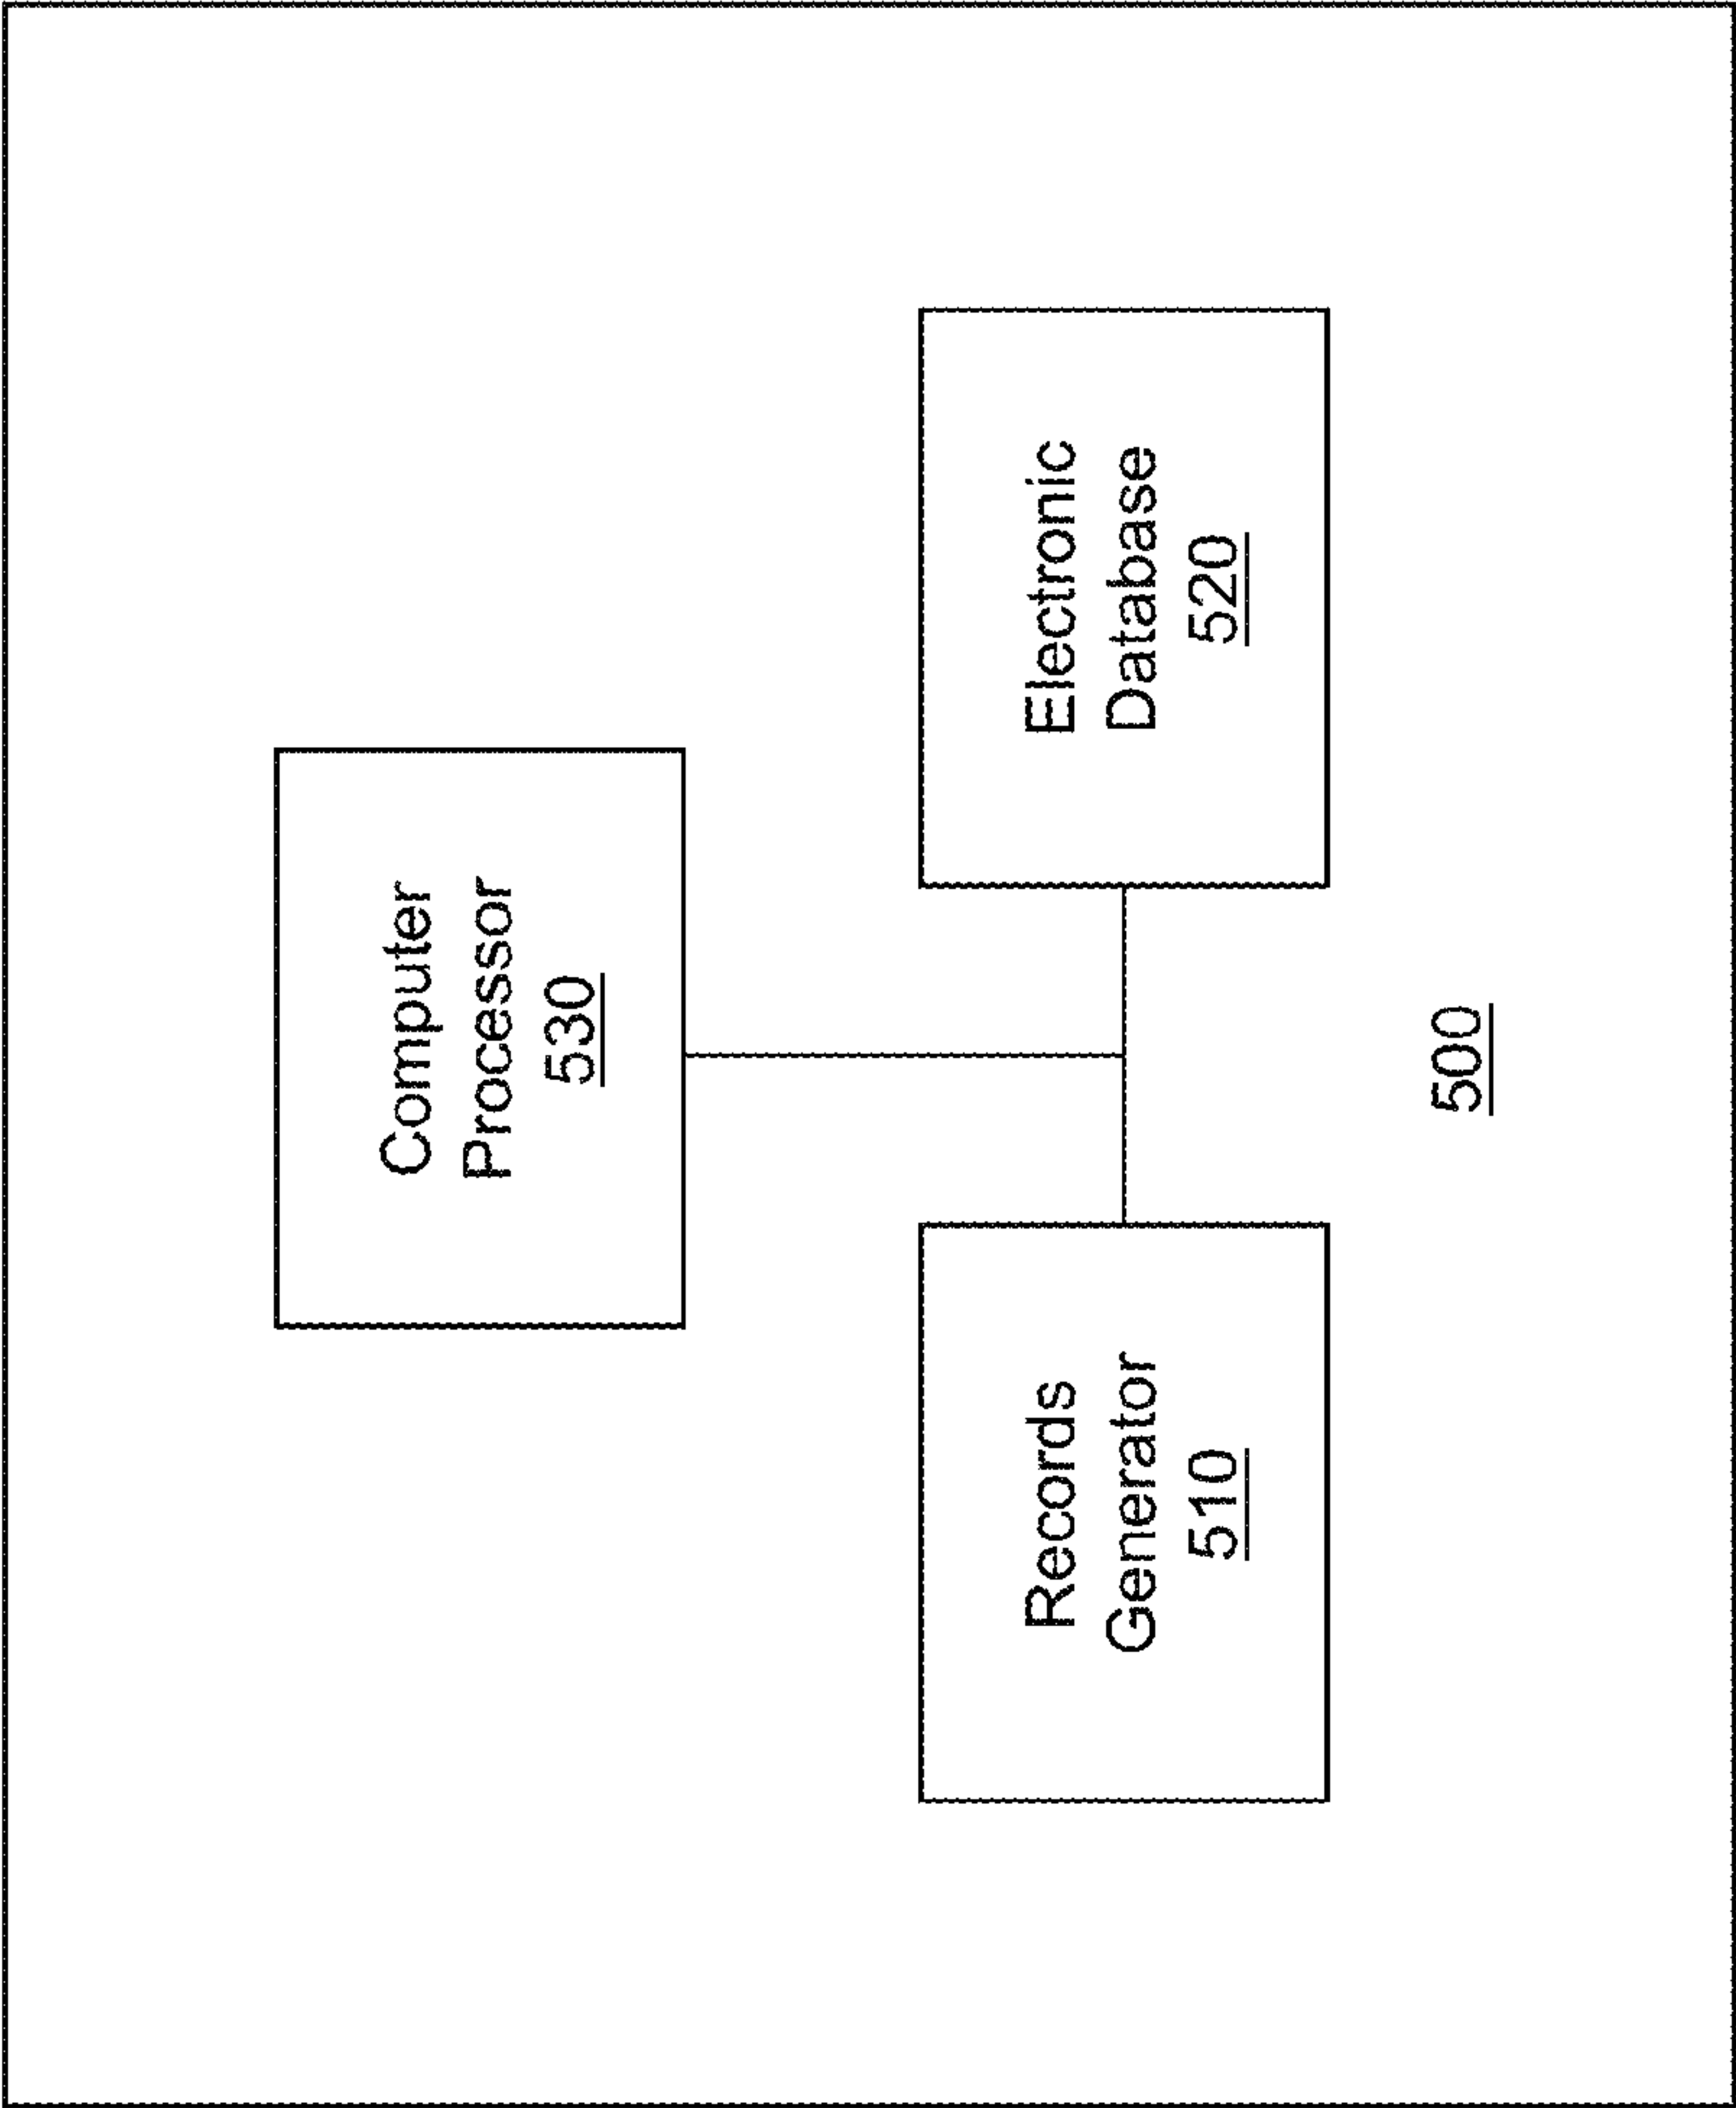 Computer
Processor
530
Records
Generator
510
Electronic
Database
520
500